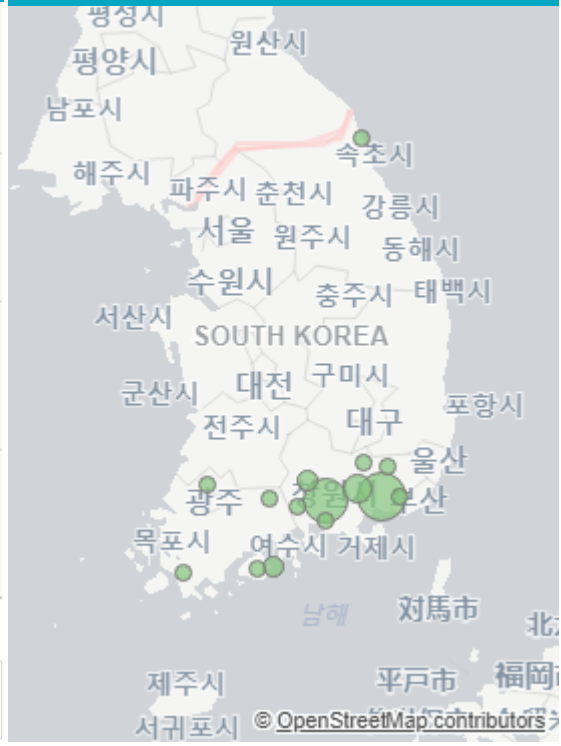 평성시
원산시
평양시
남포시
해주시
파주시 춘천시
속초시
강릉시
서울 원주시
동해시
수원시
충주시 태백시
서산시
SOUTH KOREA
군산시 대전 구미시
포항시
전주시 대구
울산
광주
목포시 여수시 거제시
남해
対馬市
平戸市 福岡
제주시
서귀포시
© OpenStreetMap contributors